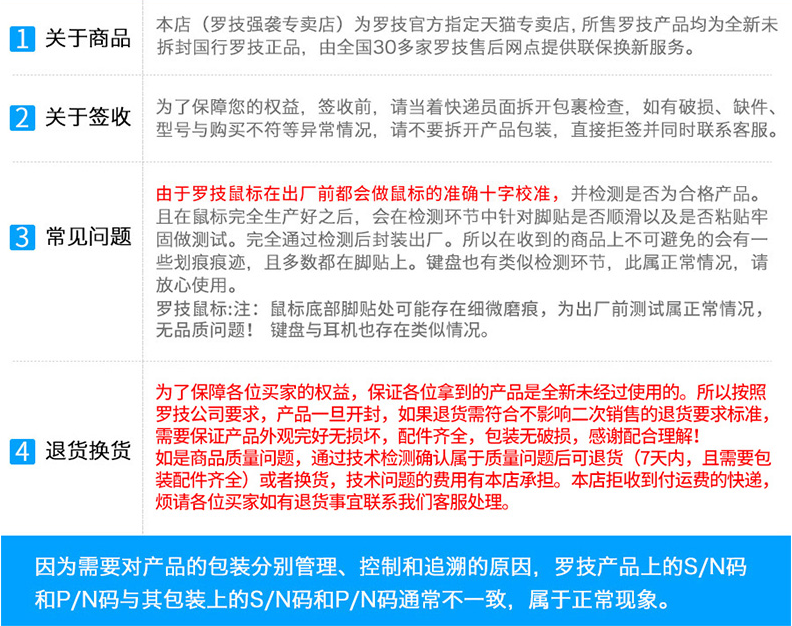 1 关于商品
本店（罗技强袭专卖店）为罗技官方指定天猫专卖店，所售罗技产品均为全新未
拆封国行罗技正品，由全国30多家罗技售后网点提供联保换新服务。
2 关于签收
为了保障您的权益，签收前，请当着快递员面拆开包裹检查，如有破损、缺件、
型号与购买不符等异常情况，请不要拆开产品包装，直接拒签并同时联系客服。
3 常见问题
由于罗技鼠标在出厂前都会做鼠标的准确十字校准，并检测是否为合格产品。
且在鼠标完全生产好之后，会在检测环节中针对脚贴是否顺滑以及是否粘贴牢
固做测试。完全通过检测后封装出厂。所以在收到的商品上不可避免的会有一
些划痕痕迹，且多数都在脚贴上。键盘也有类似检测环节，此属正常情况，请
放心使用。
罗技鼠标:注：鼠标底部脚贴处可能存在细微磨痕，为出厂前测试属正常情况，
无品质问题！ 键盘与耳机也存在类似情况。
4 退货换货
为了保障各位买家的权益，保证各位拿到的产品是全新未经过使用的。所以按照
罗技公司要求，产品一旦开封，如果退货需符合不影响二次销售的退货要求标准，
需要保证产品外观完好无损坏，配件齐全，包装无破损，感谢配合理解！
如是商品质量问题，通过技术检测确认属于质量问题后可退货（7天内，且需要包
装配件齐全）或者换货，技术问题的费用有本店承担。本店拒收到付运费的快递，
烦请各位买家如有退货事宜联系我们客服处理。
因为需要对产品的包装分别管理、控制和追溯的原因，罗技产品上的S/N码
和P/N码与其包装上的S/N码和P/N码通常不一致，属于正常现象。